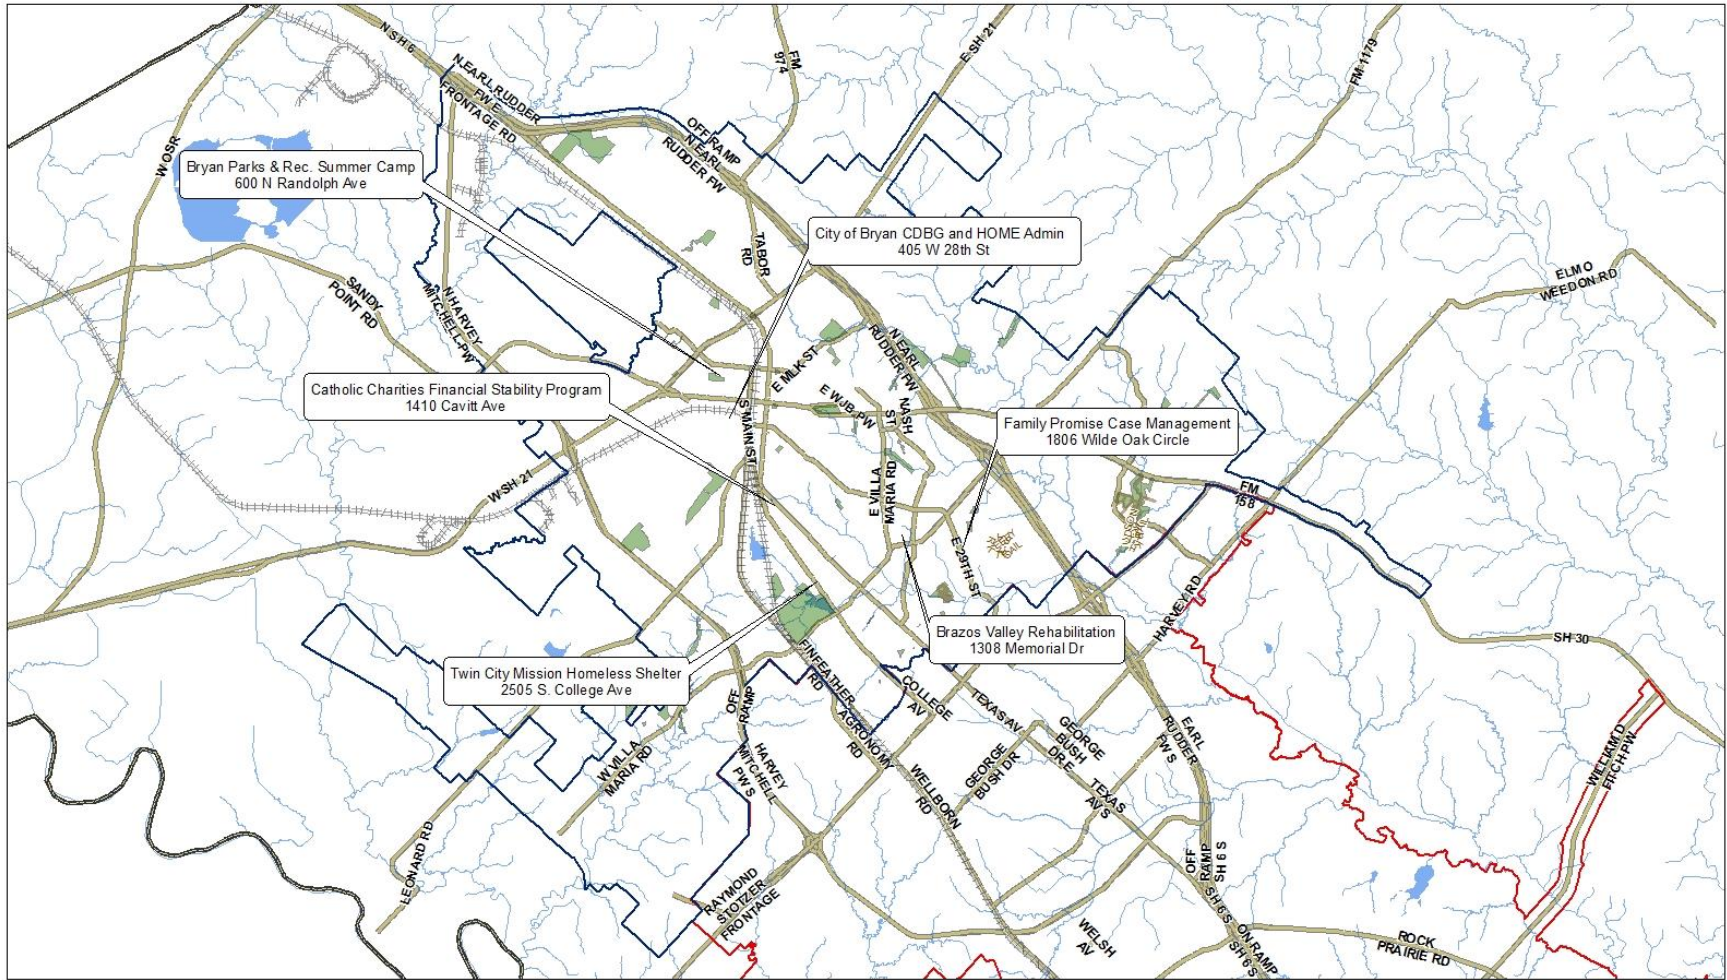 N SH 6
N EARL RUDDER
FW E
FRONTAGE RD
FM
974
E SH 21
FM 1179
W OSR
OFF RAMP
N EARL
RUDDER FW
Bryan Parks & Rec. Summer Camp
600 N Randolph Ave
City of Bryan CDBG and HOME Admin
405 W 28th St
TABOR
RD
SANDY
POINT RD
N HARVEY
MITCHELL PW
ELMO
WEEDON RD
N EARL
RUDDER FW
E MLK ST
Catholic Charities Financial Stability Program
1410 Cavitt Ave
E WJB PW
NASH
ST
S MAIN ST
Family Promise Case Management
1806 Wilde Oak Circle
W SH 21
E VILLA
MARIA RD
FM
158
E 29TH ST
HARVEY RD
Brazos Valley Rehabilitation
1308 Memorial Dr
SH 30
Twin City Mission Homeless Shelter
2505 S. College Ave
FINFEATHER
RD
OFF
RAMP
COLLEGE
AV
TEXAS AV
AGRONOMY
RD
GEORGE
BUSH
DR E
EARL
RUDDER
FW S
W VILLA
MARIA RD
HARVEY
MITCHELL
PW S
GEORGE
BUSH DR
WELLBORN
RD
TEXAS
AV S
WILLIAM D
FITCH PW
LEONARD RD
OFF
RAMP
SH 6 S
RAYMOND
STOTZER
FRONTAGE
SH 6 S
ON RAMP
SH 6 S
WELSH
AV
ROCK
PRAIRIE RD